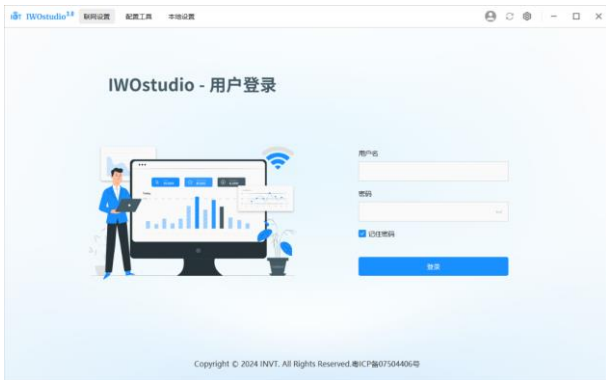 IWOstudio 3.0 联网设置 配置工具 本地设置
IWOstudio - 用户登录
用户名
密码
记住密码
登录
Copyright © 2024 INVT. All Rights Reserved.粤ICP备07504406号